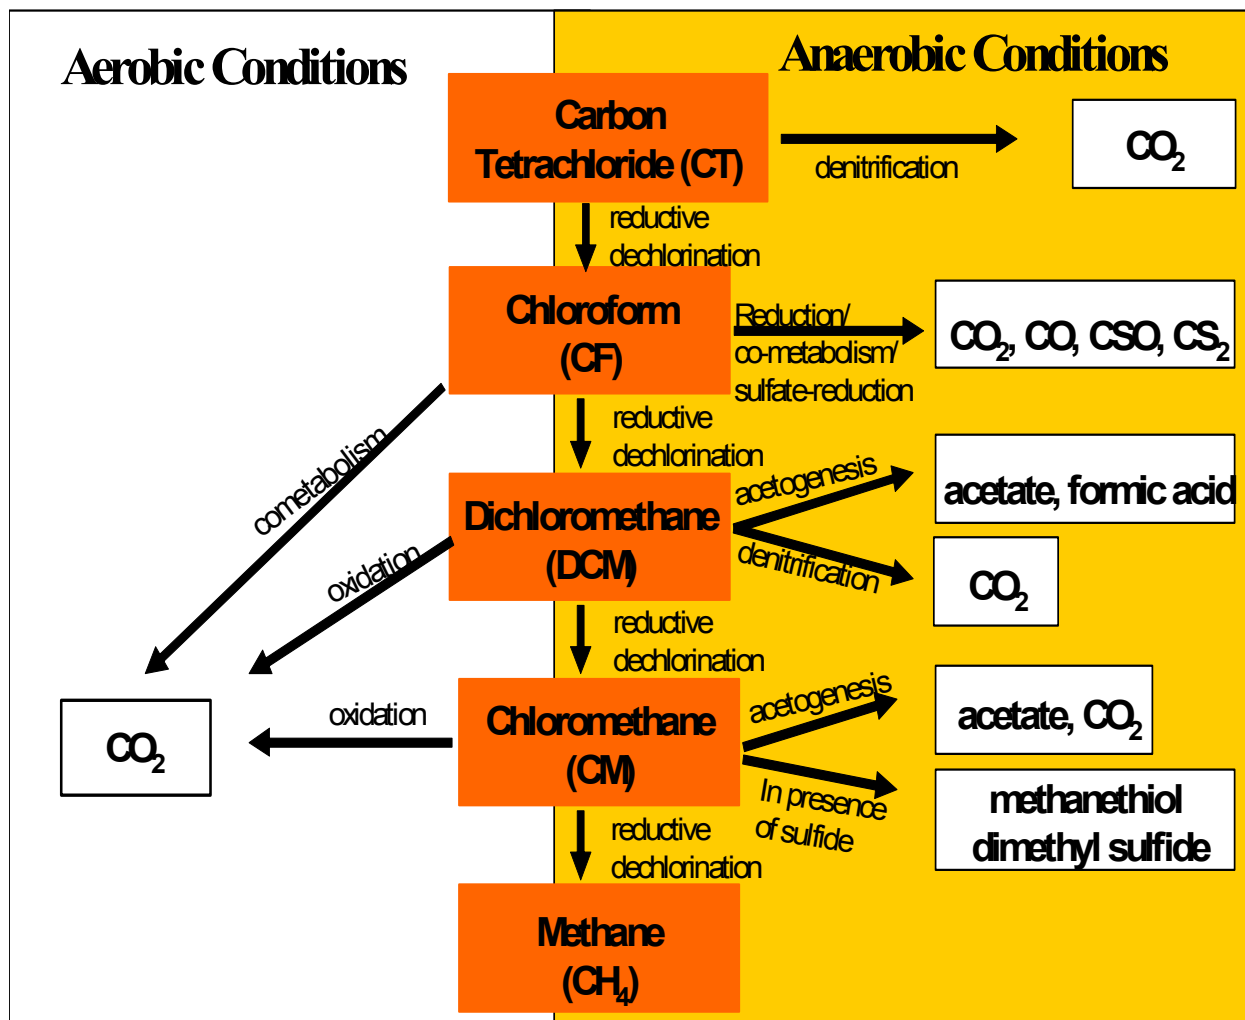 Aerobic Conditions
Anaerobic Conditions
Carbon
Tetrachloride (CT)
denitrification
CO₂
reductive
dechlorination
Chloroform
(CF)
Reduction/
co-metabolism/
sulfate-reduction
CO₂, CO, CSO, CS₂
cometabolism
reductive
dechlorination
Dichloromethane
(DCM)
acetogenesis
acetate, formic acid
denitrification
CO₂
oxidation
reductive
dechlorination
Chloromethane
(CM)
acetogenesis
acetate, CO₂
In presence
of sulfide
methanethiol
dimethyl sulfide
oxidation
CO₂
reductive
dechlorination
Methane
(CH₄)